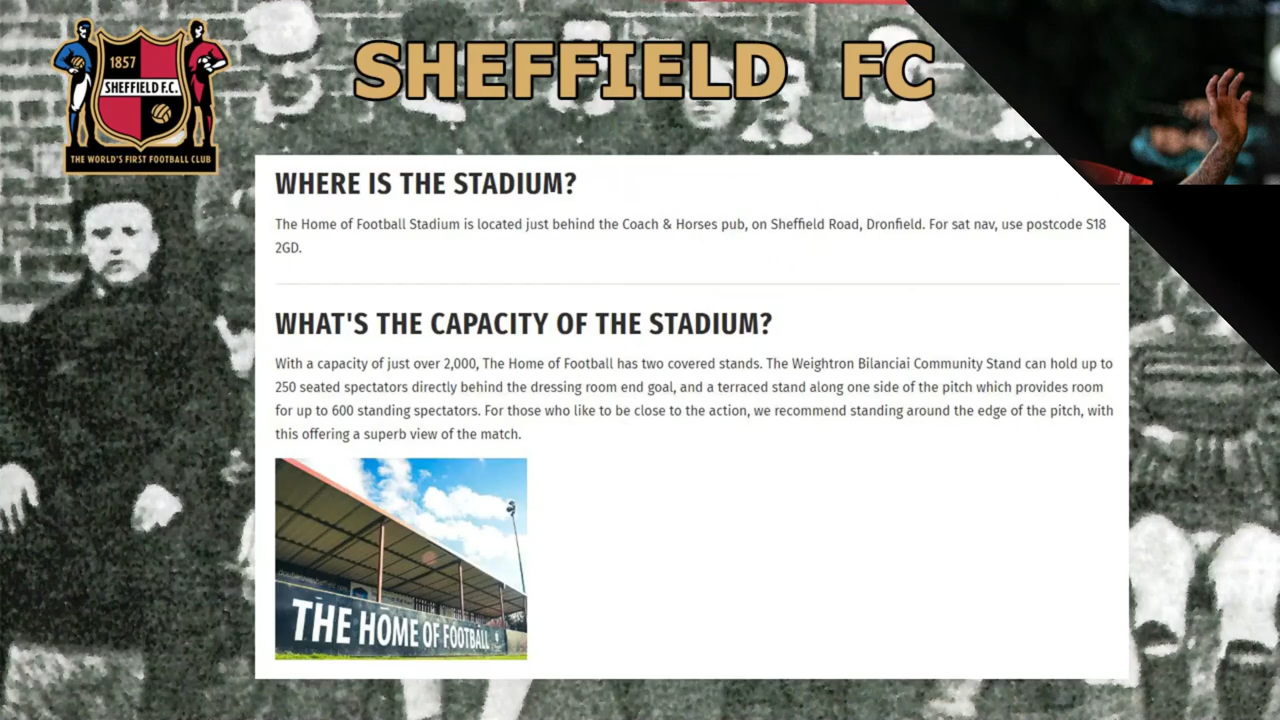 1857
SHEFFIELD F.C.
THE WORLD'S FIRST FOOTBALL CLUB
SHEFFIELD FC
WHERE IS THE STADIUM?
The Home of Football Stadium is located just behind the Coach & Horses pub, on Sheffield Road, Dronfield. For sat nav, use postcode S18
2GD.
WHAT'S THE CAPACITY OF THE STADIUM?
With a capacity of just over 2,000, The Home of Football has two covered stands. The Weightron Bilanciai Community Stand can hold up to
250 seated spectators directly behind the dressing room end goal, and a terraced stand along one side of the pitch which provides room
for up to 600 standing spectators. For those who like to be close to the action, we recommend standing around the edge of the pitch, with
this offering a superb view of the match.
THE HOME OF FOOTBALL